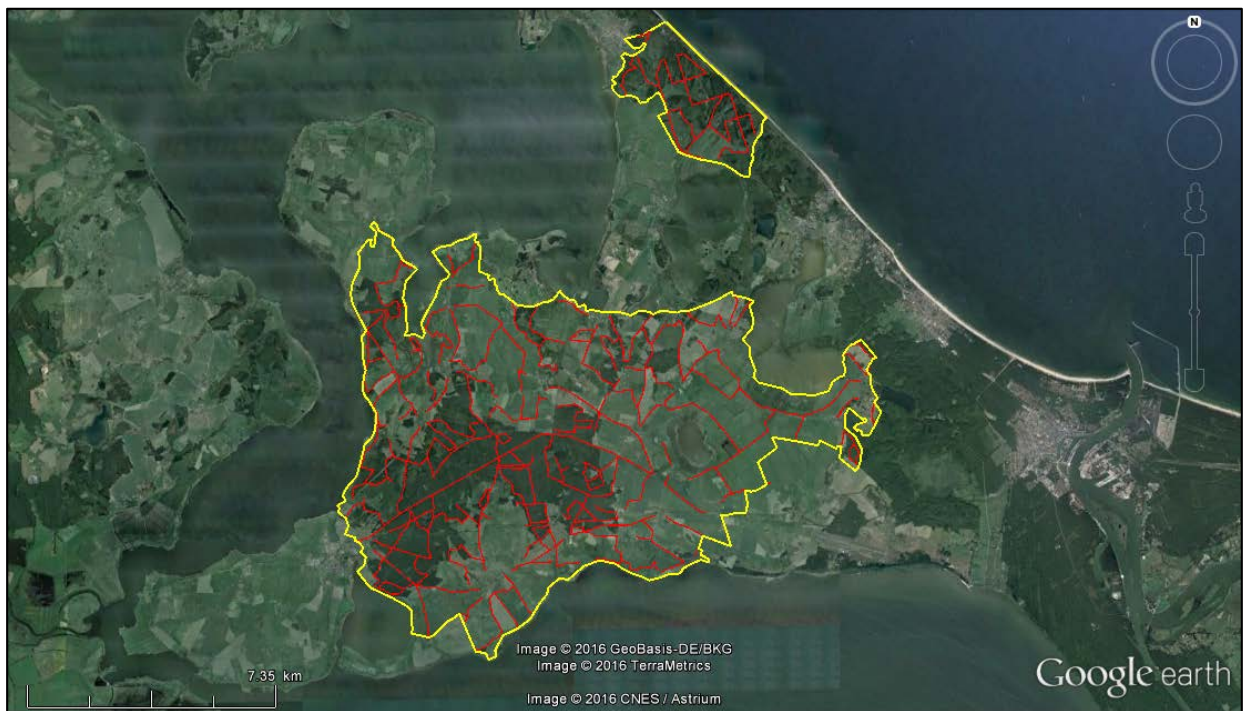 N
Image © 2016 GeoBasis-DE/BKG
Image © 2016 TerraMetrics
7.35 km
Image © 2016 CNES / Astrium
Google earth